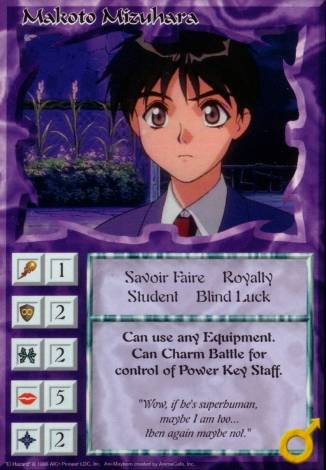 Makoto Mizuhara
1
2
2
5
2
Savoir Faire Royalty
Student Blind Luck
Can use any Equipment.
Can Charm Battle for
control of Power Key Staff.
"Wow, if he's superhuman,
maybe I am too...
then again maybe not."